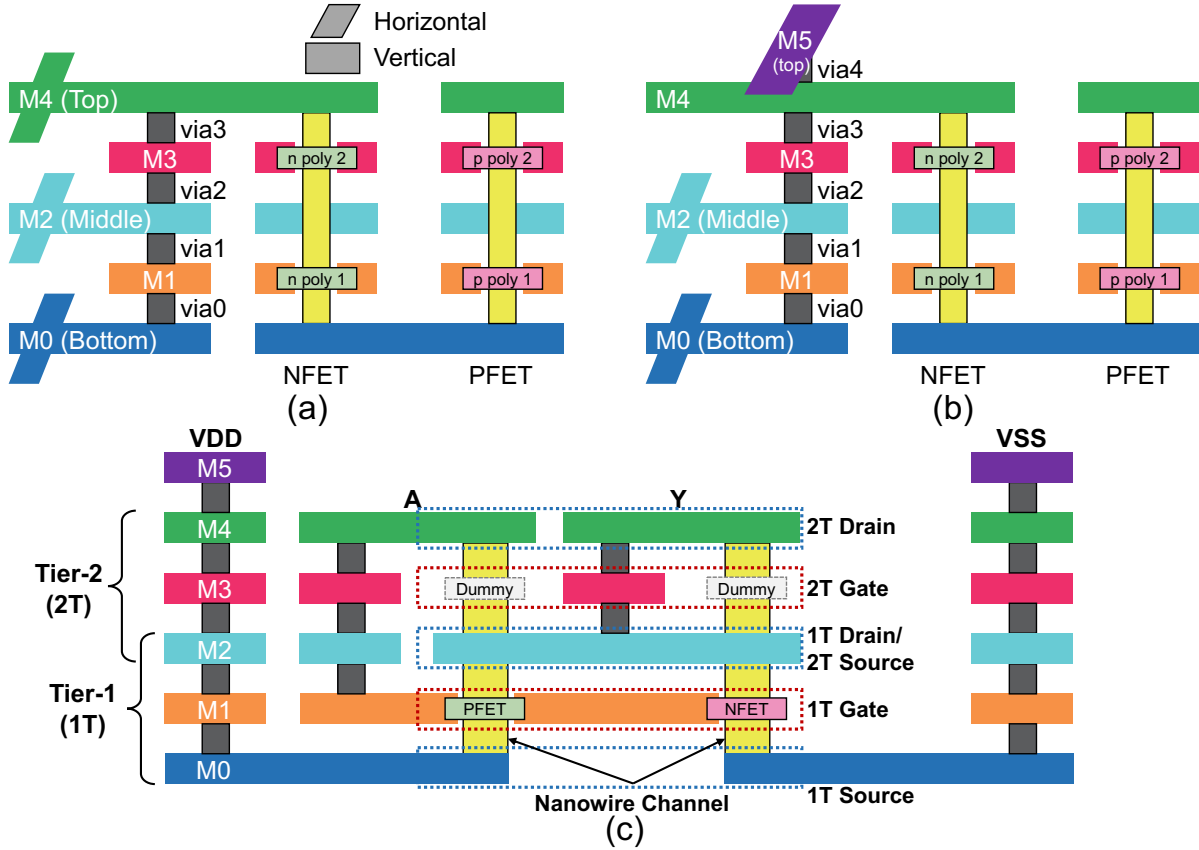 Horizontal
Vertical
M4 (Top)
via3
M3
n poly 2
p poly 2
via2
M2 (Middle)
via1
M1
n poly 1
p poly 1
via0
M0 (Bottom)
NFET
PFET
(a)
M5
(top)
via4
M4
via3
M3
n poly 2
p poly 2
via2
M2 (Middle)
via1
M1
n poly 1
p poly 1
via0
M0 (Bottom)
NFET
PFET
(b)
VDD
VSS
M5
A
Y
M4
2T Drain
Tier-2
(2T)
M3
Dummy
Dummy
2T Gate
M2
1T Drain/
2T Source
Tier-1
(1T)
M1
PFET
NFET
1T Gate
M0
Nanowire Channel
1T Source
(c)